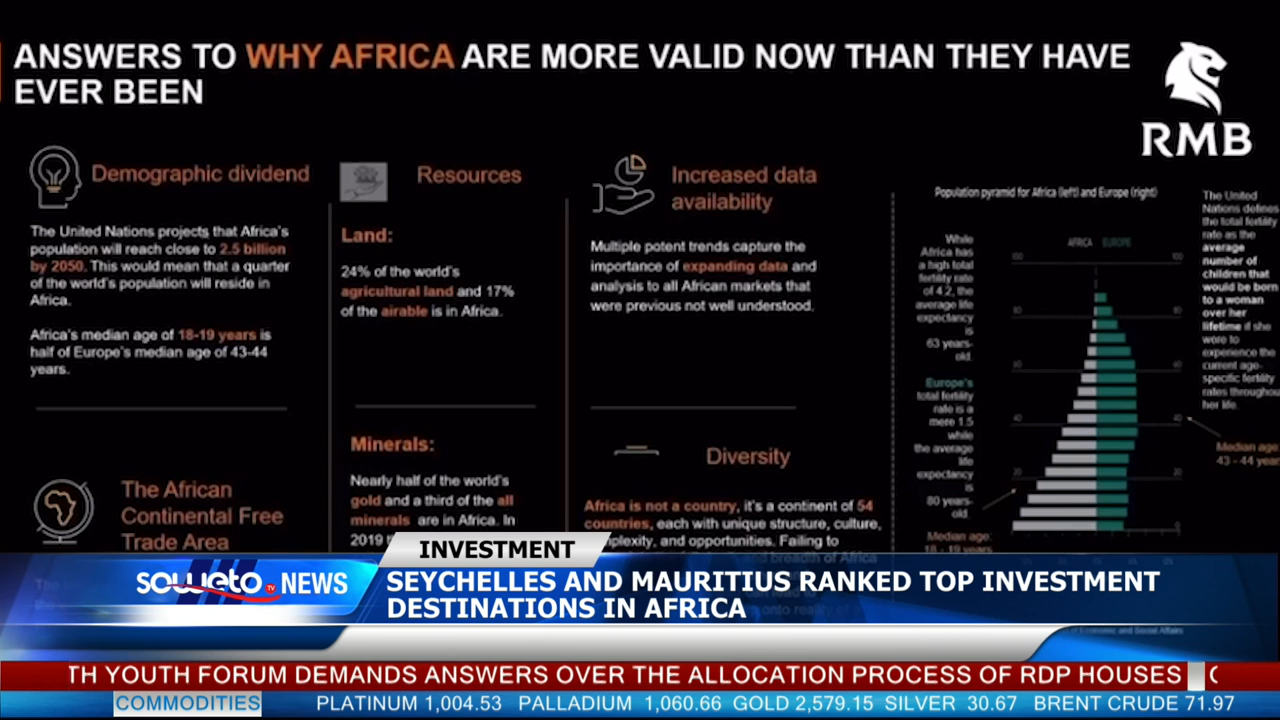 ANSWERS TO WHY AFRICA ARE MORE VALID NOW THAN THEY HAVE
EVER BEEN
RMB
Demographic dividend
The United Nations projects that Africa's
population will reach close to 2.5 billion
by 2050. This would mean that a quarter
of the world's population will reside in
Africa.
Africa's median age of 18-19 years is
half of Europe's median age of 43-44
years.
The African
Continental Free
Trade Area
Resources
Land:
24% of the world's
agricultural land and 17%
of the airable is in Africa.
Minerals:
Nearly half of the world's
gold and a third of the all
minerals are in Africa. In
2019
Increased data
availability
Multiple potent trends capture the
importance of expanding data and
analysis to all African markets that
were previous not well understood.
Diversity
Africa is not a country, it's a continent of 54
countries, each with unique structure, culture,
and opportunities. Failing to
Population pyramid for Africa (left) and Europe (right)
AFRICA EUROPE
While
Africa has
a high total
fertility rate
of 4.2, the
average life
expectancy
is
63 years-
old.
Europe's
total fertility
rate is a
mere 1.5
while
the average
life
expectancy
is
80 years-
old.
Median age:
18 - 19 years
The United
Nations defines
the total fertility
rate as the
average
number of
children that
would be born
to a woman
over her
lifetime if she
were to
experience the
current age-
specific fertility
rates throughou
her life.
Median age
43 - 44 year
INVESTMENT
SOWETO TV NEWS
SEYCHELLES AND MAURITIUS RANKED TOP INVESTMENT
DESTINATIONS IN AFRICA
TH YOUTH FORUM DEMANDS ANSWERS OVER THE ALLOCATION PROCESS OF RDP HOUSES
COMMODITIES PLATINUM 1,004.53 PALLADIUM 1,060.66 GOLD 2,579.15 SILVER 30.67 BRENT CRUDE 71.97